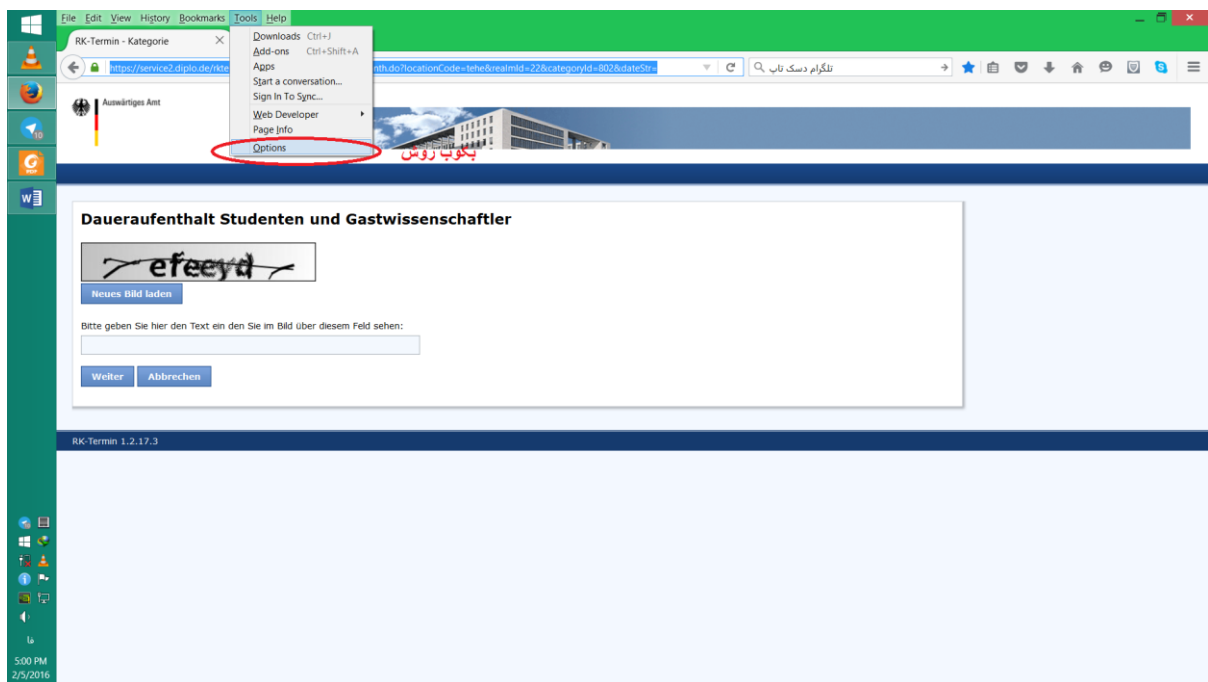 File Edit View History Bookmarks Tools Help
RK-Termin - Kategorie
Downloads Ctrl+J
Add-ons Ctrl+Shift+A
Apps
Start a conversation...
Sign In To Sync...
Web Developer
Page Info
Options
https://service2.diplo.de/rkte
nth.do?locationCode=tehe&realmId=22&categoryId=802&dateStr=
تلگرام دسک تاپ
بکوب روش
Auswärtiges Amt
Daueraufenthalt Studenten und Gastwissenschaftler
Neues Bild laden
Bitte geben Sie hier den Text ein den Sie im Bild über diesem Feld sehen:
Weiter Abbrechen
RK-Termin 1.2.17.3
10
فا
5:00 PM
2/5/2016